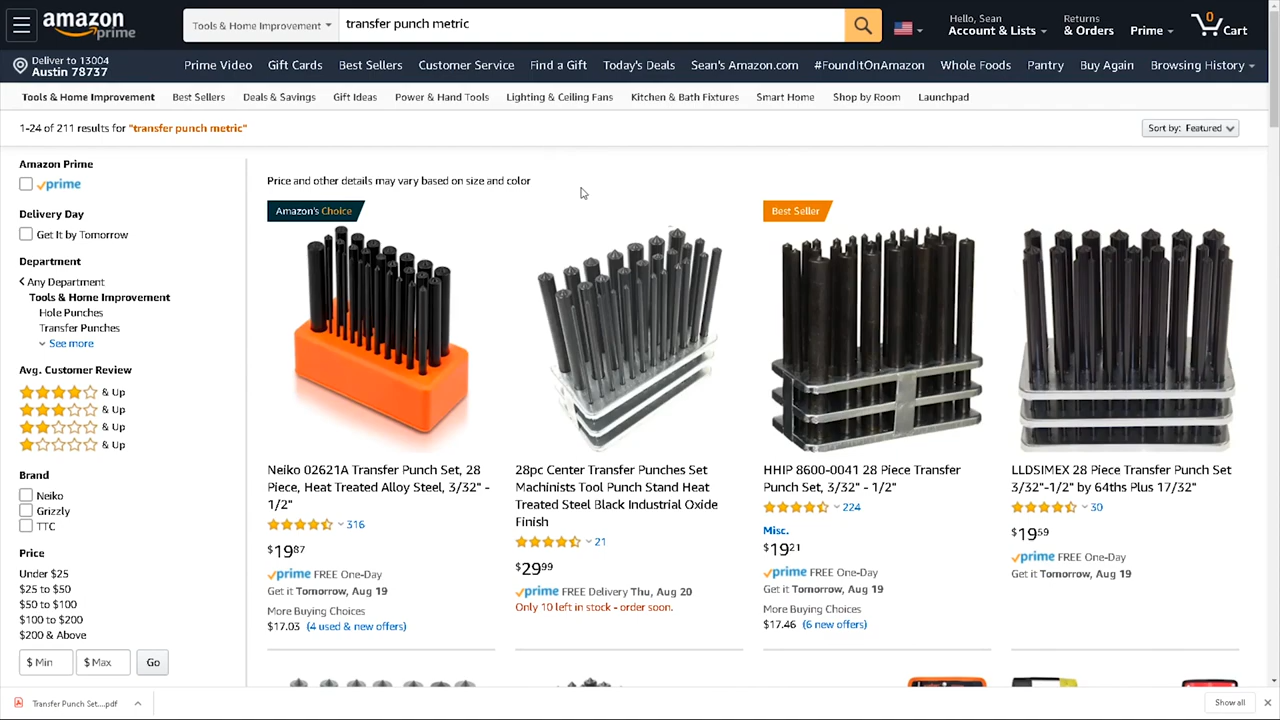 amazon
prime
Tools & Home Improvement
transfer punch metric
Hello, Sean
Account & Lists
Returns
& Orders
Prime
0
Cart
Deliver to 13004
Austin 78737
Prime Video
Gift Cards
Best Sellers
Customer Service
Find a Gift
Today's Deals
Sean's Amazon.com
#FoundItOnAmazon
Whole Foods
Pantry
Buy Again
Browsing History
Tools & Home Improvement
Best Sellers
Deals & Savings
Gift Ideas
Power & Hand Tools
Lighting & Ceiling Fans
Kitchen & Bath Fixtures
Smart Home
Shop by Room
Launchpad
1-24 of 211 results for "transfer punch metric"
Sort by: Featured
Amazon Prime
prime
Delivery Day
Get It by Tomorrow
Department
Any Department
Tools & Home Improvement
Hole Punches
Transfer Punches
See more
Avg. Customer Review
& Up
& Up
& Up
& Up
Brand
Neiko
Grizzly
TTC
Price
Under $25
$25 to $50
$50 to $100
$100 to $200
$200 & Above
$ Min
$ Max
Go
Price and other details may vary based on size and color
Amazon's Choice
Neiko 02621A Transfer Punch Set, 28
Piece, Heat Treated Alloy Steel, 3/32" -
1/2"
316
$1987
prime FREE One-Day
Get it Tomorrow, Aug 19
More Buying Choices
$17.03 (4 used & new offers)
28pc Center Transfer Punches Set
Machinists Tool Punch Stand Heat
Treated Steel Black Industrial Oxide
Finish
21
$2999
prime FREE Delivery Thu, Aug 20
Only 10 left in stock - order soon.
Best Seller
HHIP 8600-0041 28 Piece Transfer
Punch Set, 3/32" - 1/2"
224
Misc.
$1921
prime FREE One-Day
Get it Tomorrow, Aug 19
More Buying Choices
$17.46 (6 new offers)
LLDSIMEX 28 Piece Transfer Punch Set
3/32"-1/2" by 64ths Plus 17/32"
30
$1959
prime FREE One-Day
Get it Tomorrow, Aug 19
Transfer Punch Set....pdf
Show all